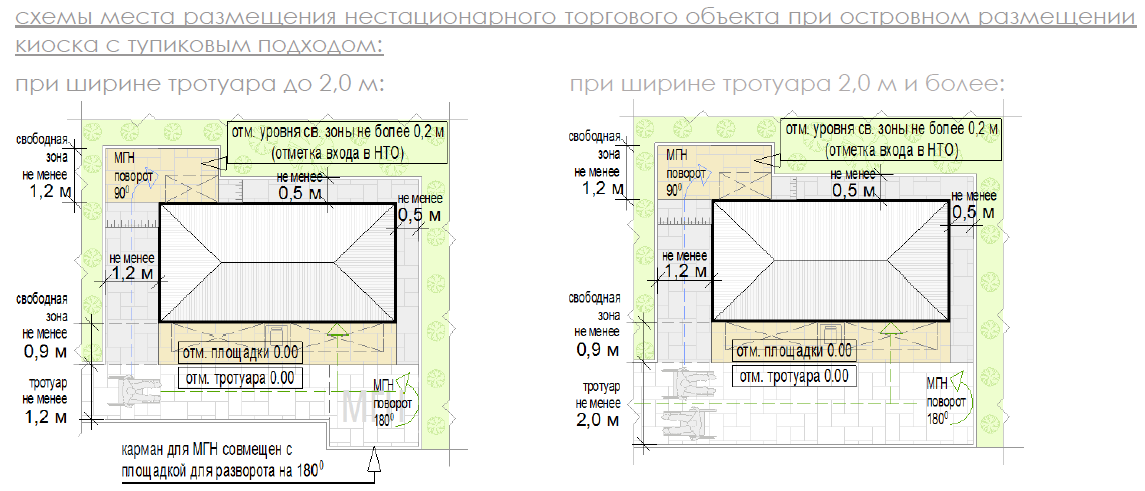 схемы места размещения нестационарного торгового объекта при островном размещении
киоска с тупиковым подходом:
при ширине тротуара до 2,0 м:
отм. уровня св. зоны не более 0,2 м
(отметка входа в НТО)
свободная
зона
не менее
1,2 м
МГН
поворот
90⁰
не менее
0,5 м
не менее
0,5 м
не менее
1,2 м
свободная
зона
не менее
0,9 м
отм. площадки 0.00
отм. тротуара 0.00
тротуар
не менее
1,2 м
МГН
МГН
поворот
180⁰
карман для МГН совмещен с
площадкой для разворота на 180⁰
при ширине тротуара 2,0 м и более:
отм. уровня св. зоны не более 0,2 м
(отметка входа в НТО)
свободная
зона
не менее
1,2 м
МГН
поворот
90⁰
не менее
0,5 м
не менее
0,5 м
не менее
1,2 м
свободная
зона
не менее
0,9 м
отм. площадки 0.00
отм. тротуара 0.00
тротуар
не менее
2,0 м
МГН
поворот
180⁰